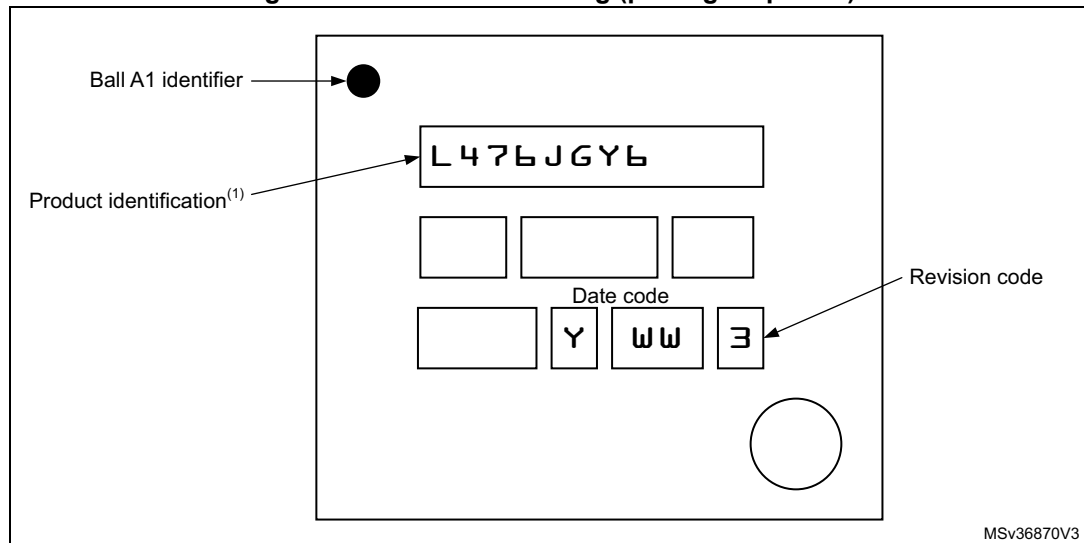 Ball A1 identifier
L476JGY6
Product identification(1)
Revision code
Date code
Y WW 3
MSv36870V3